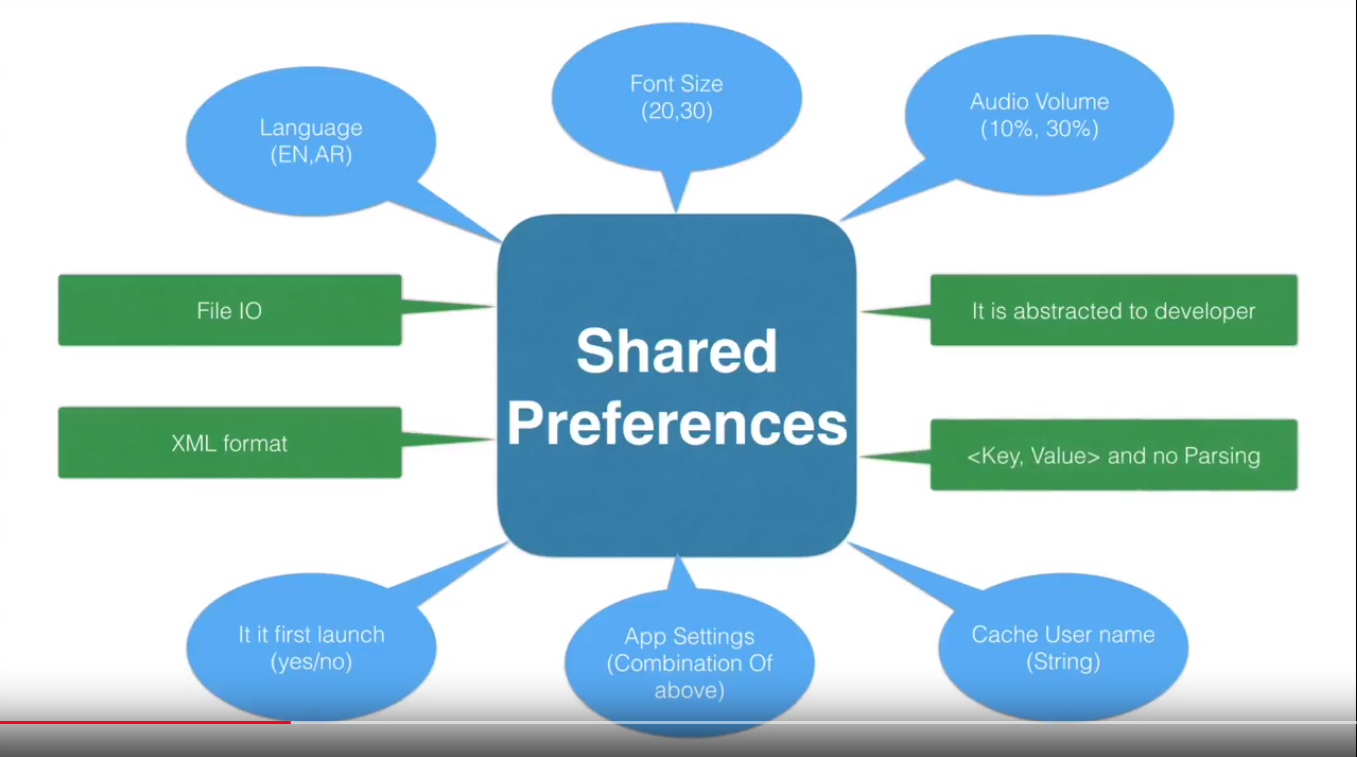 Font Size
(20,30)
Audio Volume
(10%, 30%)
Language
(EN,AR)
File IO
It is abstracted to developer
Shared
Preferences
XML format
<Key, Value> and no Parsing
It it first launch
(yes/no)
App Settings
(Combination Of
above)
Cache User name
(String)